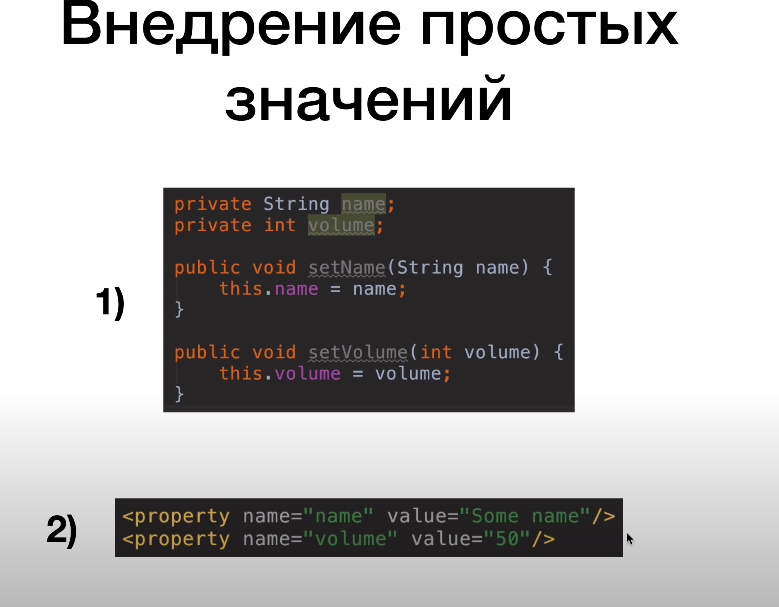 Внедрение простых
значений
1)
private String name;
private int volume;
public void setName(String name) {
this.name = name;
}
public void setVolume(int volume) {
this.volume = volume;
}
2)
<property name="name" value="Some name"/>
<property name="volume" value="50"/>